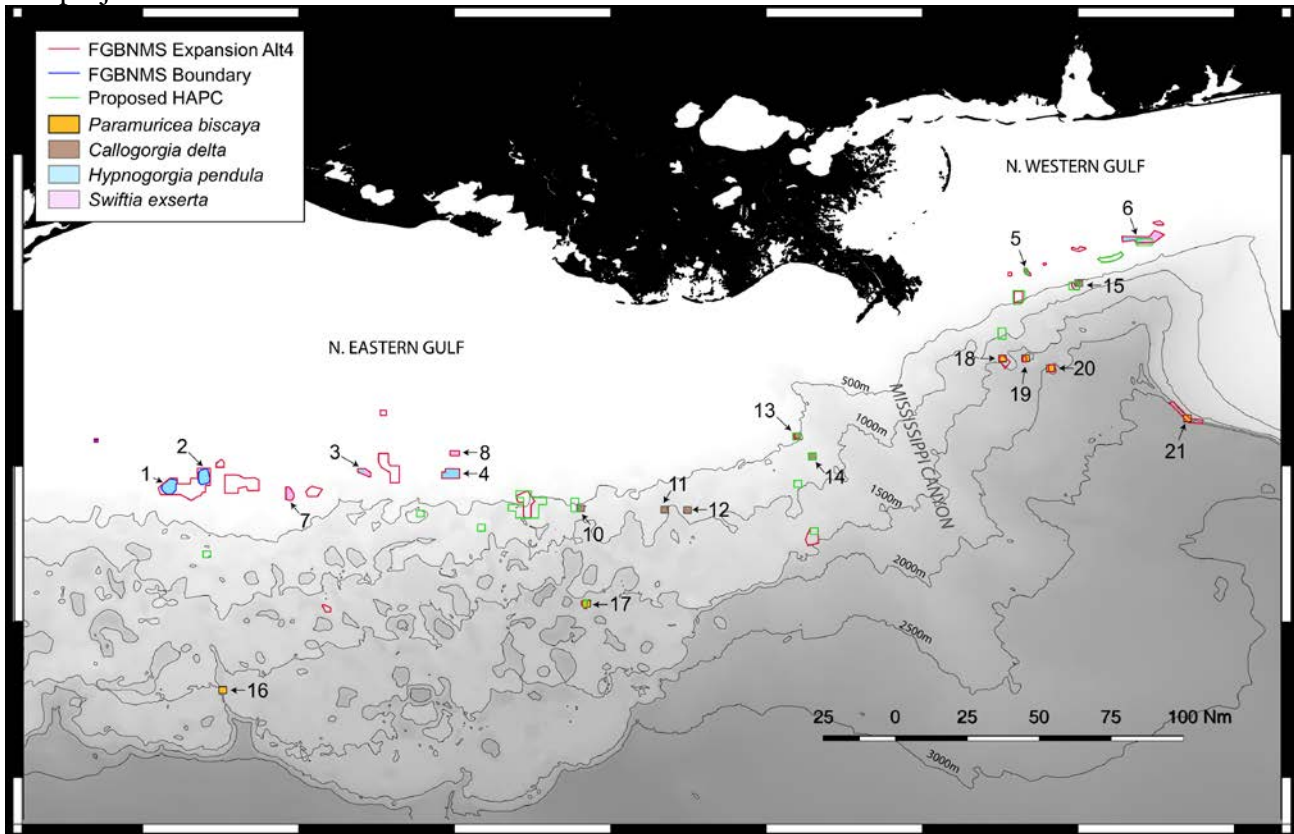 FGBNMS Expansion Alt4
FGBNMS Boundary
Proposed HAPC
Paramuricea biscaya
Callogorgia delta
Hypnogorgia pendula
Swiftia exserta
N. WESTERN GULF
6
5
15
N. EASTERN GULF
18
19
20
500m
13
1000m
MISSISSIPPI CANYON
21
2
1
3
8
4
14
7
11
12
10
1500m
2000m
17
2500m
16
25 0 25 50 75 100 Nm
3000m